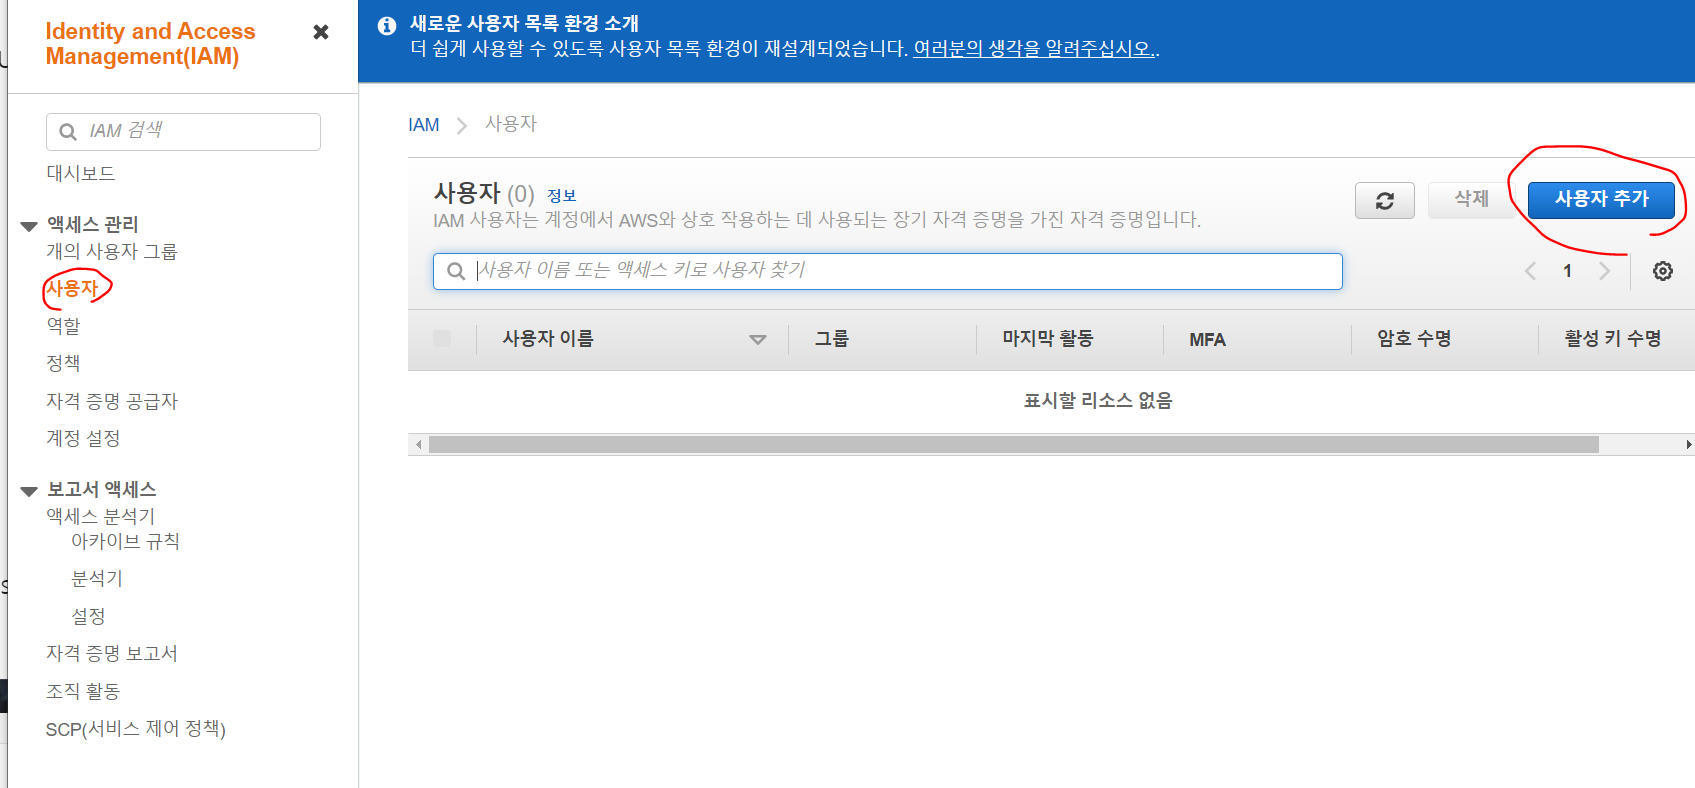 Identity and Access
Management(IAM)
IAM 검색
대시보드
액세스 관리
개의 사용자 그룹
사용자
역할
정책
자격 증명 공급자
계정 설정
보고서 액세스
액세스 분석기
아카이브 규칙
분석기
설정
자격 증명 보고서
조직 활동
SCP(서비스 제어 정책)
새로운 사용자 목록 환경 소개
더 쉽게 사용할 수 있도록 사용자 목록 환경이 재설계되었습니다. 여러분의 생각을 알려주십시오..
IAM > 사용자
사용자 (0) 정보
삭제
사용자 추가
IAM 사용자는 계정에서 AWS와 상호 작용하는 데 사용되는 장기 자격 증명을 가진 자격 증명입니다.
사용자 이름 또는 액세스 키로 사용자 찾기
1
사용자 이름 그룹 마지막 활동 MFA 암호 수명 활성 키 수명
표시할 리소스 없음